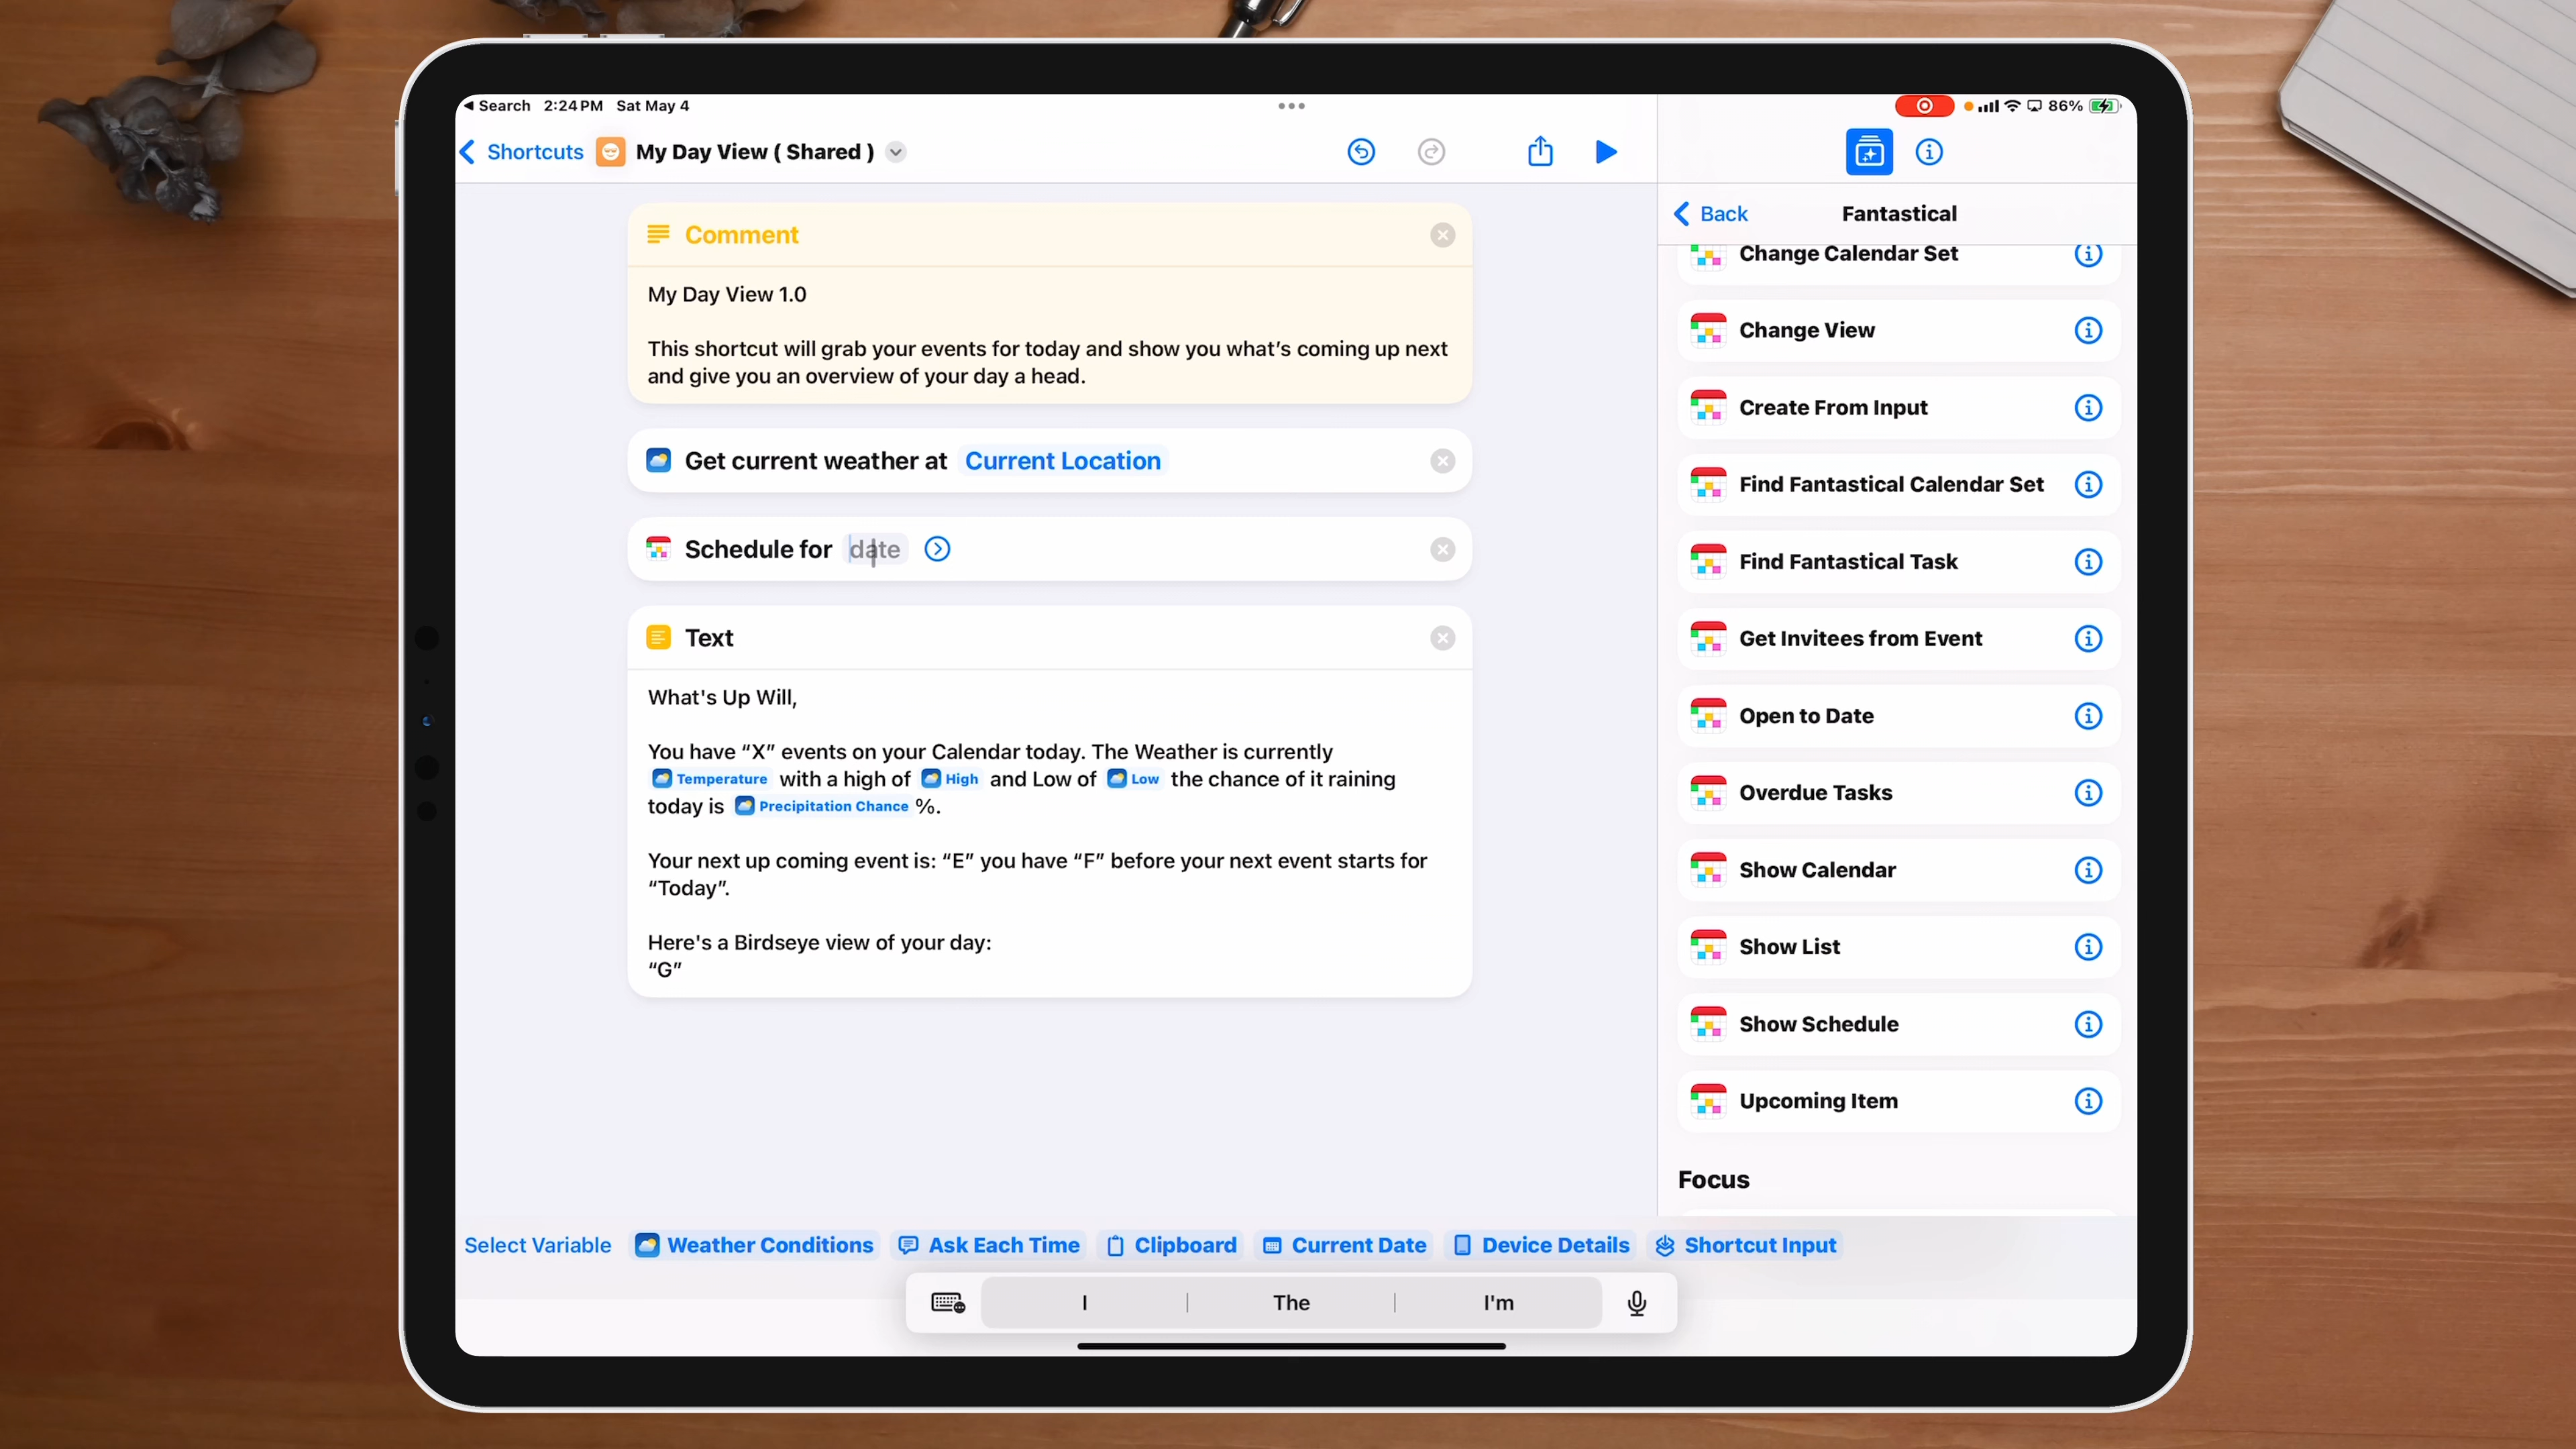 Search 2:24 PM Sat May 4
86%
Shortcuts My Day View ( Shared )
Comment
My Day View 1.0
This shortcut will grab your events for today and show you what's coming up next
and give you an overview of your day a head.
Get current weather at Current Location
Schedule for date
Text
What's Up Will,
You have “X” events on your Calendar today. The Weather is currently
Temperature with a high of High and Low of Low the chance of it raining
today is Precipitation Chance %.
Your next up coming event is: “E” you have “F” before your next event starts for
“Today”.
Here's a Birdseye view of your day:
“G”
Back Fantastical
Change Calendar Set
Change View
Create From Input
Find Fantastical Calendar Set
Find Fantastical Task
Get Invitees from Event
Open to Date
Overdue Tasks
Show Calendar
Show List
Show Schedule
Upcoming Item
Focus
Select Variable Weather Conditions Ask Each Time Clipboard Current Date Device Details Shortcut Input
I The I'm